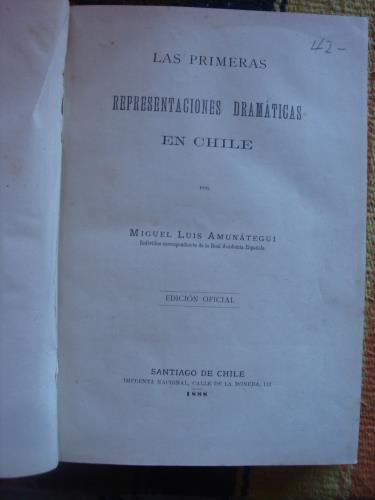 42-
LAS PRIMERAS
REPRESENTACIONES DRAMÁTICAS
EN CHILE
POR
MIGUEL LUIS AMUNÁTEGUI
Individuo correspondiente de la Real Academia Española
EDICIÓN OFICIAL
SANTIAGO DE CHILE
IMPRENTA NACIONAL, CALLE DE LA MONEDA, 112
1888